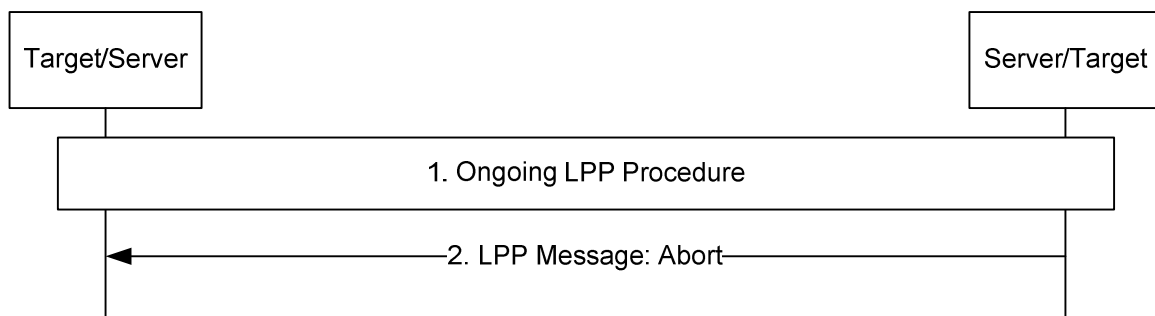 Target/Server
Server/Target
1. Ongoing LPP Procedure
2. LPP Message: Abort